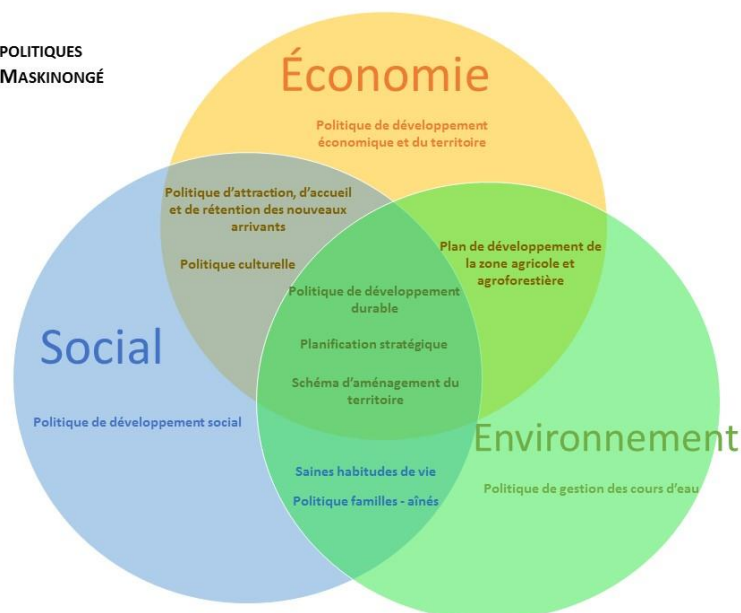 POLITIQUES
MASKINONGÉ
Économie
Politique de développement
économique et du territoire
Politique d'attraction, d'accueil
et de rétention des nouveaux
arrivants
Politique culturelle
Plan de développement de
la zone agricole et
agroforestière
Politique de développement
durable
Planification stratégique
Schéma d'aménagement du
territoire
Social
Politique de développement social
Environnement
Saines habitudes de vie
Politique familles - aînés
Politique de gestion des cours d'eau